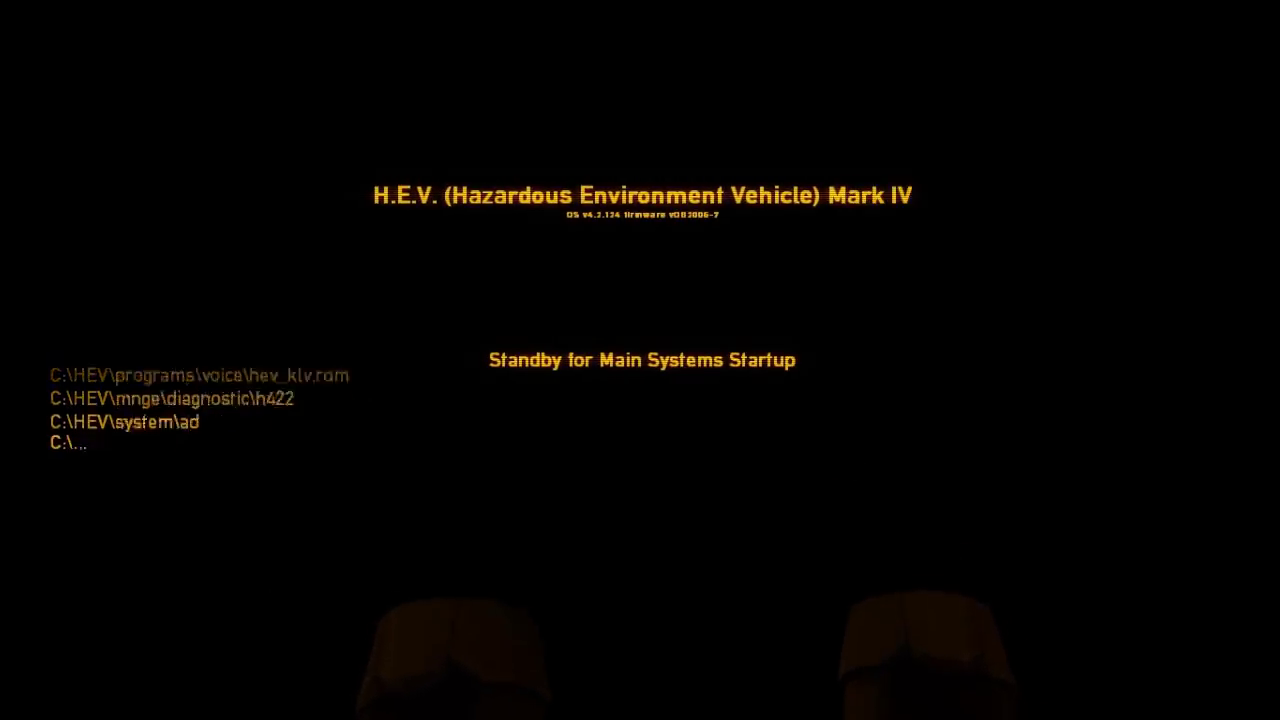 H.E.V. (Hazardous Environment Vehicle) Mark IV
OS v4.2.124 firmware v082006-7
Standby for Main Systems Startup
C:\HEV\programs\voice\hev_klv.rom
C:\HEV\mnge\diagnostic\h422
C:\HEV\system\ad
C:\...